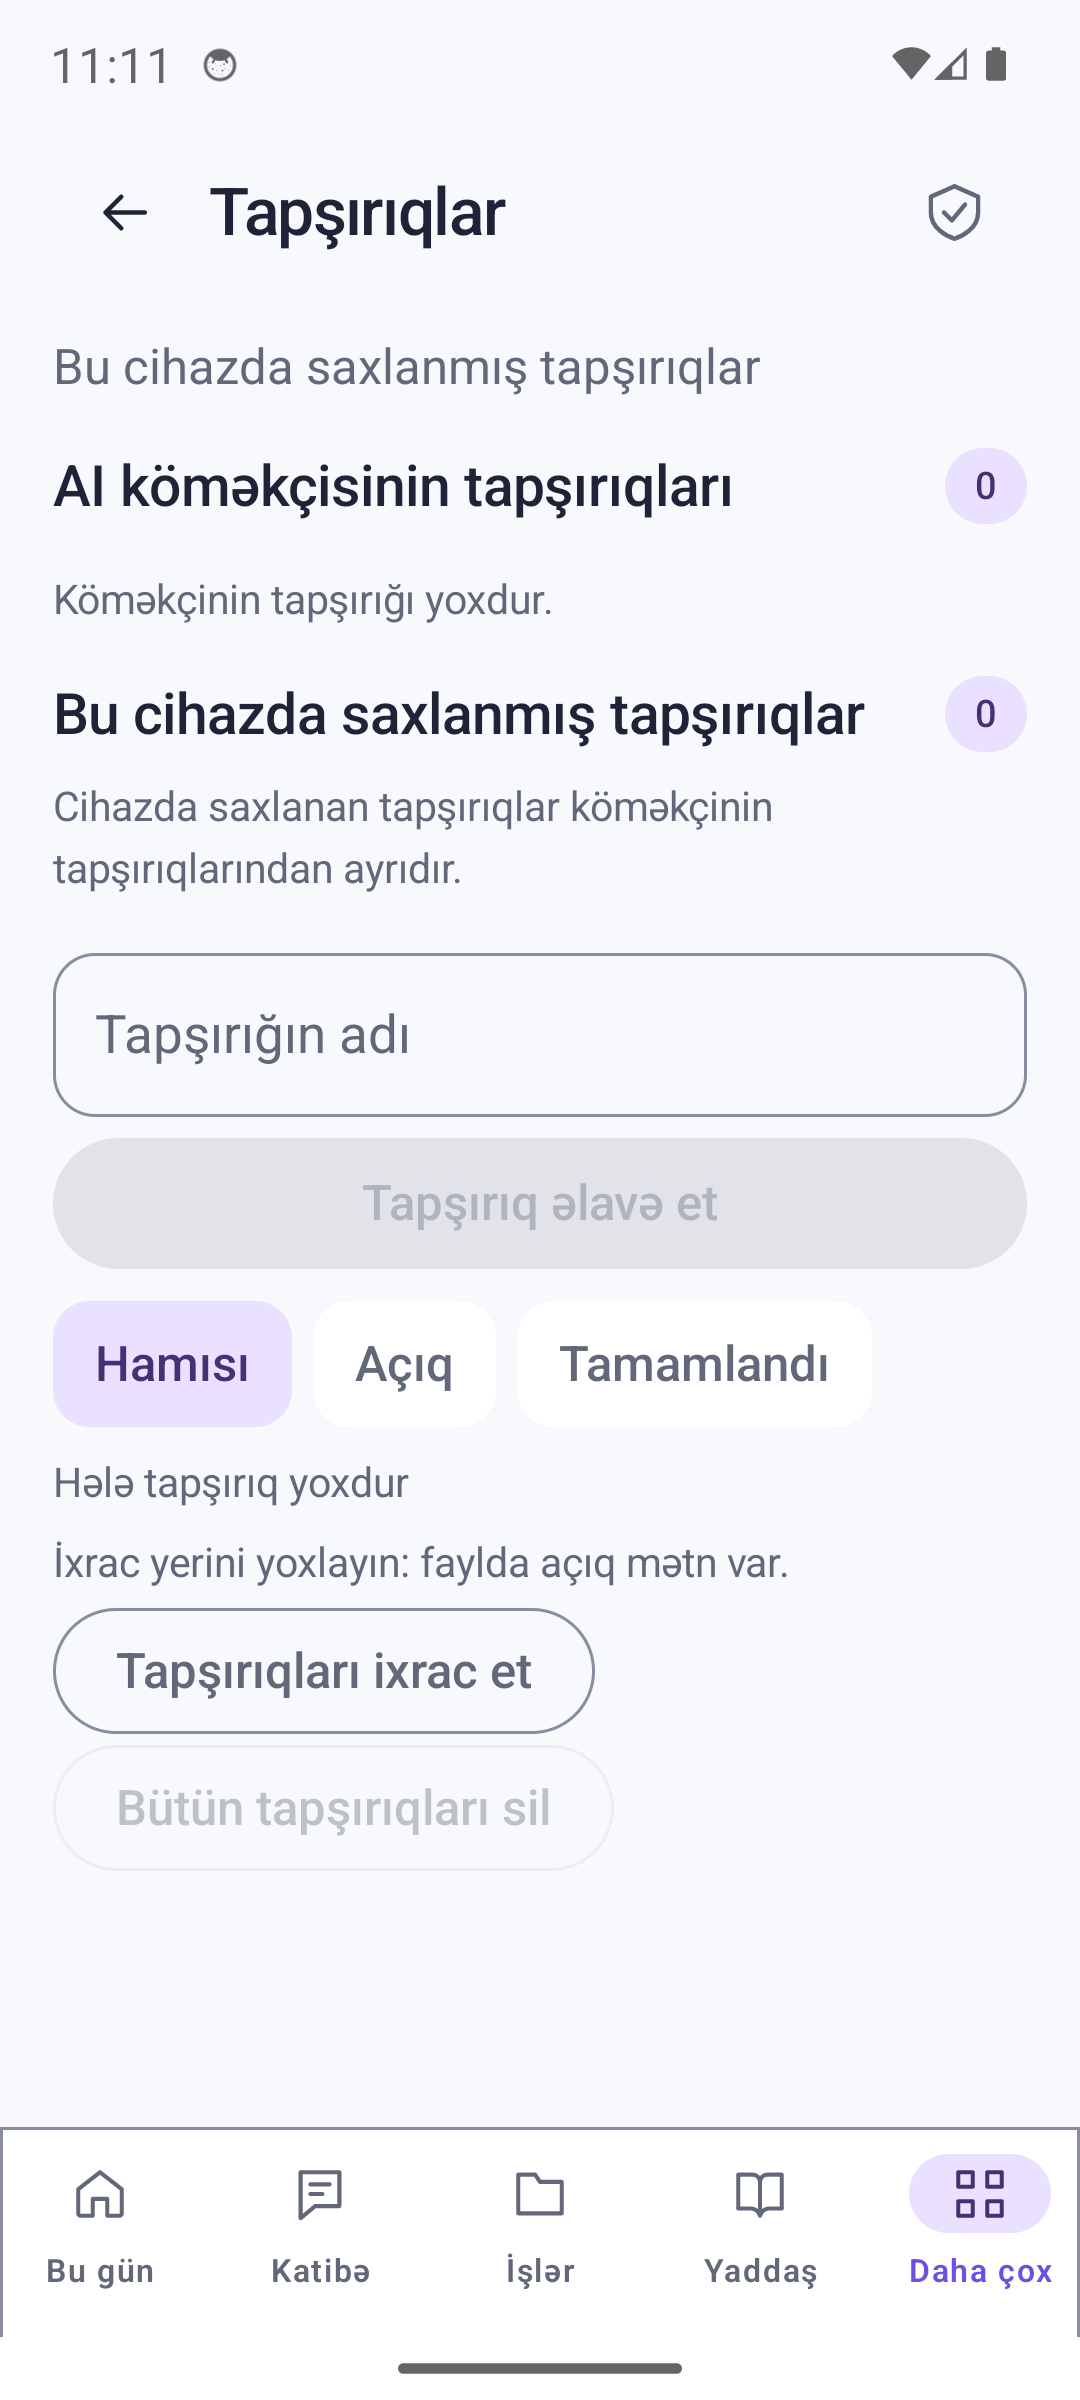 11:11
Tapşırıqlar
Bu cihazda saxlanmış tapşırıqlar
AI köməkçisinin tapşırıqları
0
Köməkçinin tapşırığı yoxdur.
Bu cihazda saxlanmış tapşırıqlar
0
Cihazda saxlanan tapşırıqlar köməkçinin
tapşırıqlarından ayrıdır.
Tapşırığın adı
Tapşırıq əlavə et
Hamısı
Açıq
Tamamlandı
Hələ tapşırıq yoxdur
İxrac yerini yoxlayın: faylda açıq mətn var.
Tapşırıqları ixrac et
Bütün tapşırıqları sil
Bu gün
Katibə
İşlər
Yaddaş
Daha çox